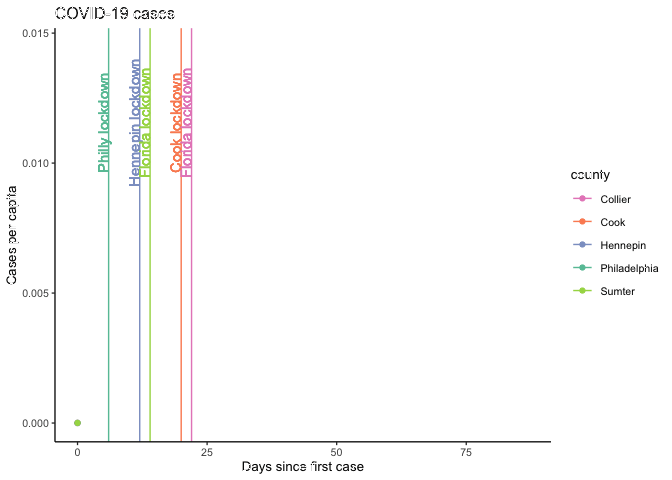 COVID-19 cases
0.015
0.010
0.005
0.000
Cases per capita
Philly lockdown
Hennepin lockdown
Florida lockdown
Cook lockdown
Florida lockdown
0
25
50
75
Days since first case
county
Collier
Cook
Hennepin
Philadelphia
Sumter